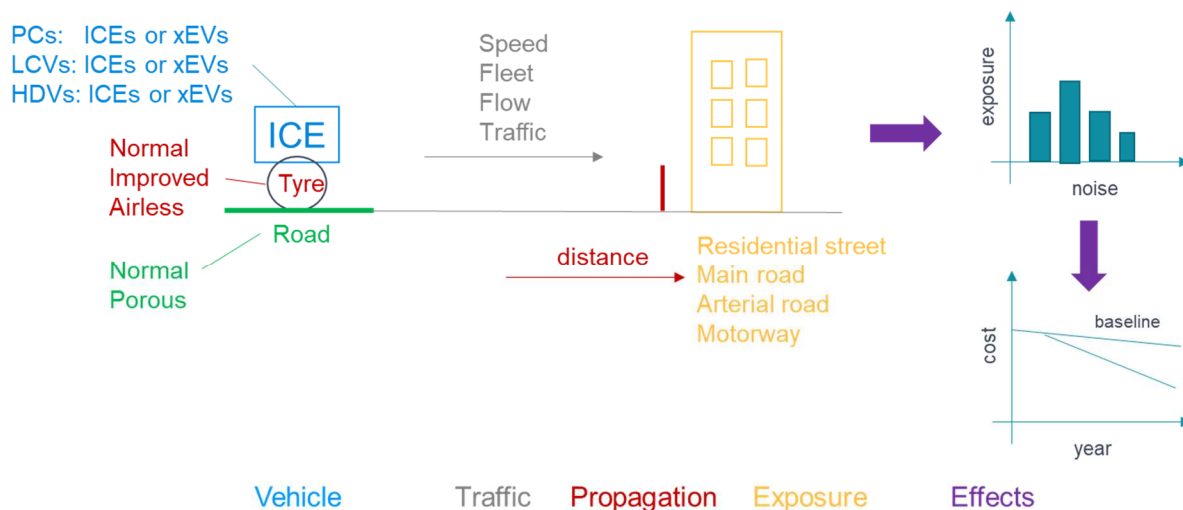 PCs: ICEs or xEVs
LCVs: ICEs or xEVs
HDVs: ICEs or xEVs
ICE
Normal
Improved
Airless
Tyre
Road
Normal
Porous
Speed
Fleet
Flow
Traffic
distance
Residential street
Main road
Arterial road
Motorway
exposure
noise
baseline
cost
year
Vehicle
Traffic
Propagation
Exposure
Effects